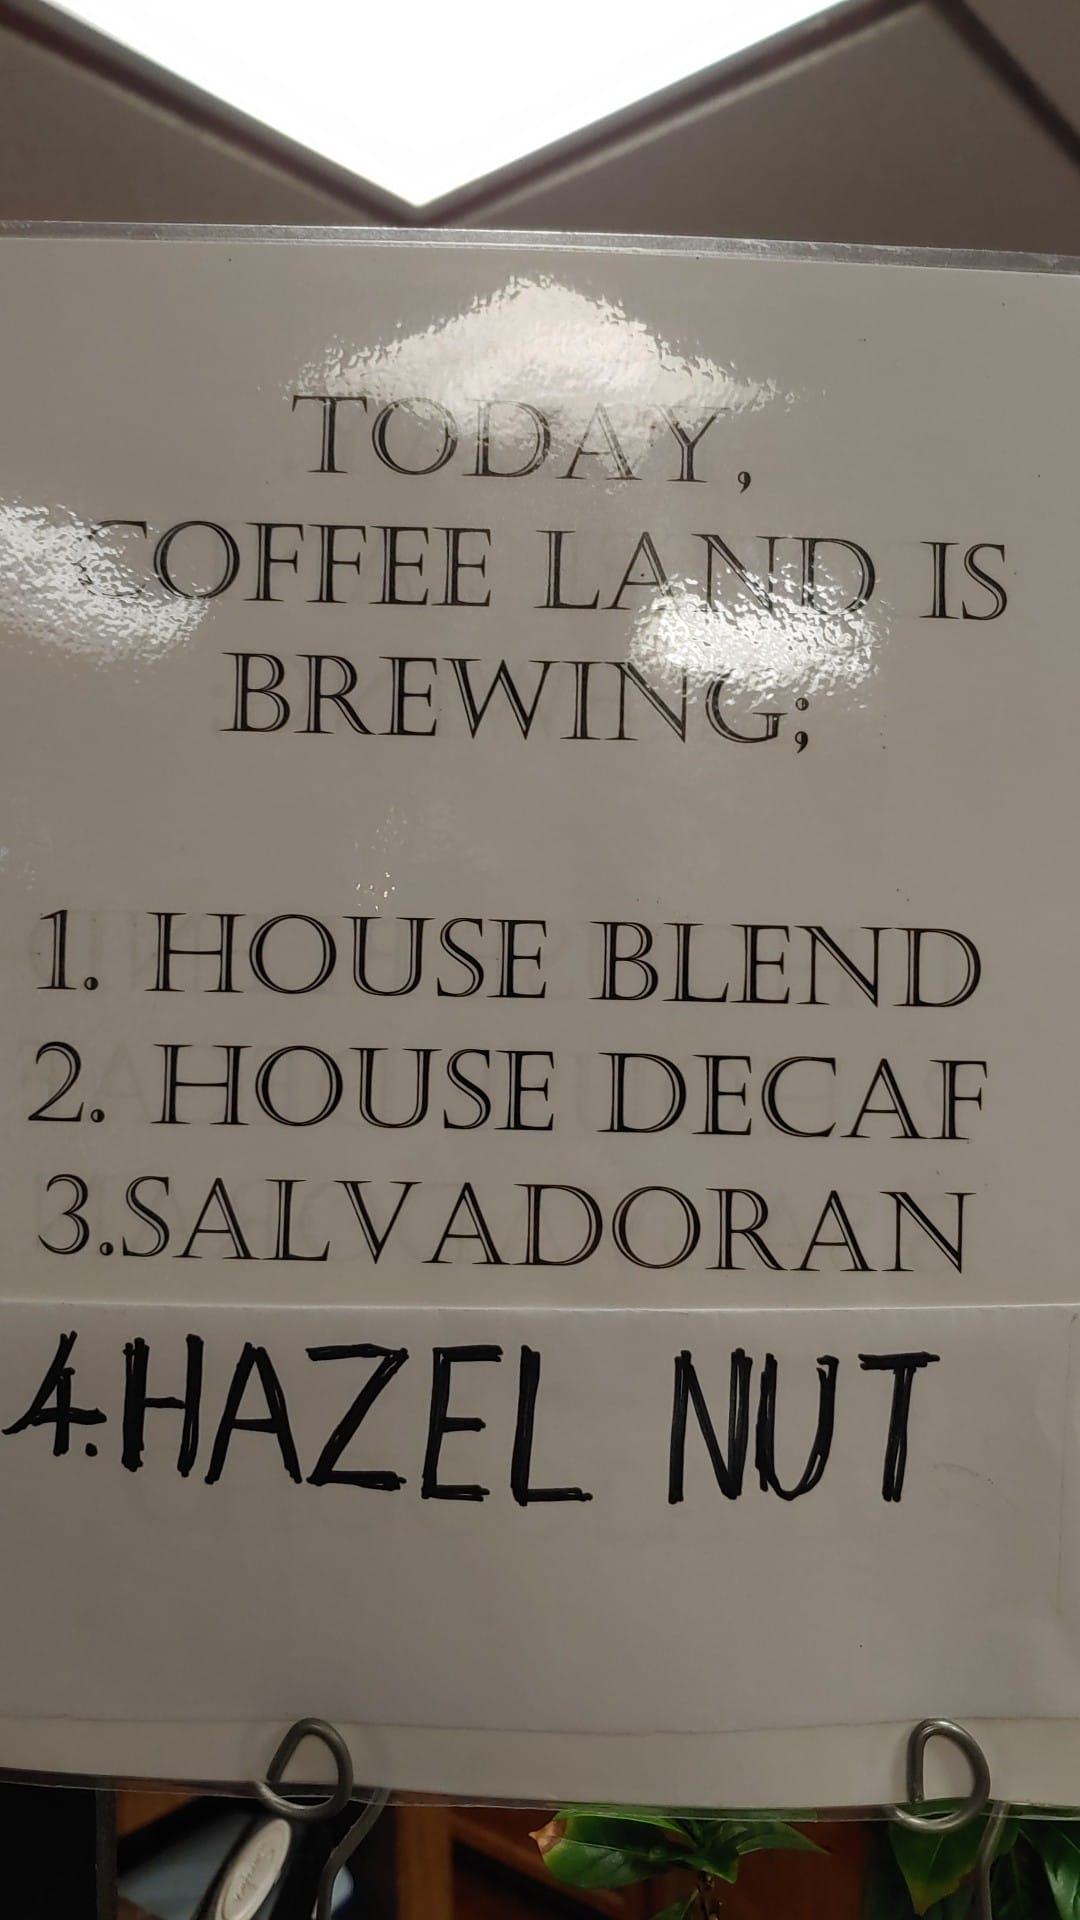 TODAY,
COFFEE LAND IS
BREWING;
1. HOUSE BLEND
2. HOUSE DECAF
3.SALVADORAN
4.HAZEL NUT